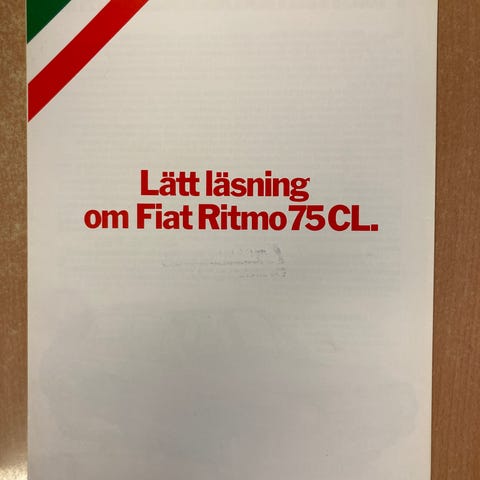 Lätt läsning
om Fiat Ritmo 75 CL.